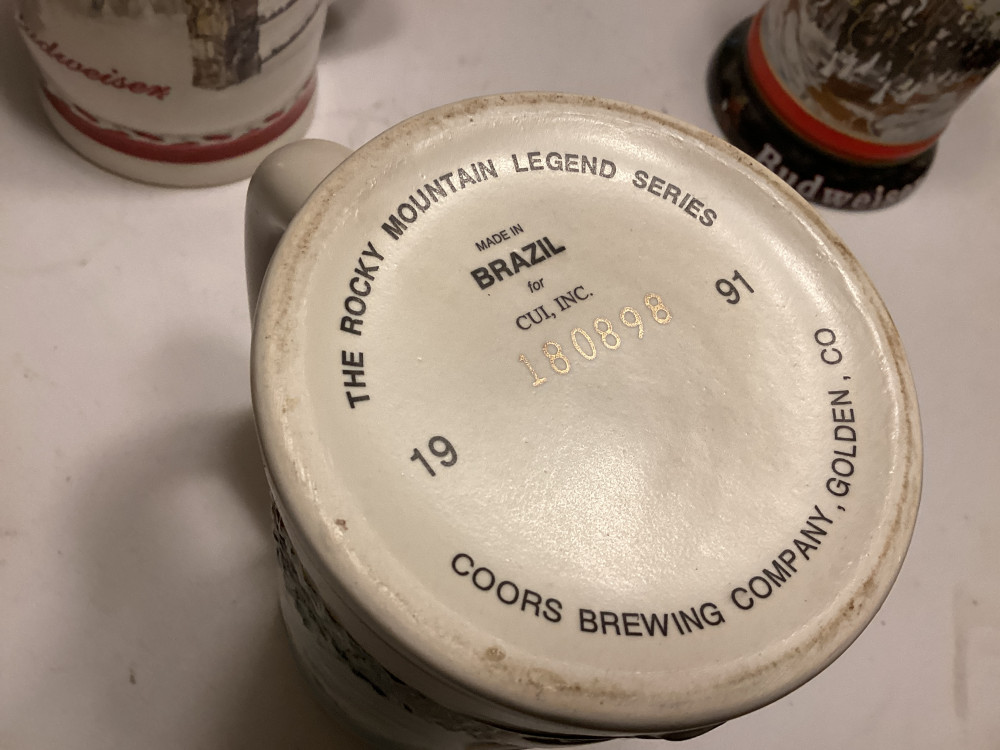 Budweiser
Budweiser
THE ROCKY MOUNTAIN LEGEND SERIES
MADE IN
BRAZIL
for
CUI, INC.
180898
19 91
COORS BREWING COMPANY, GOLDEN, CO